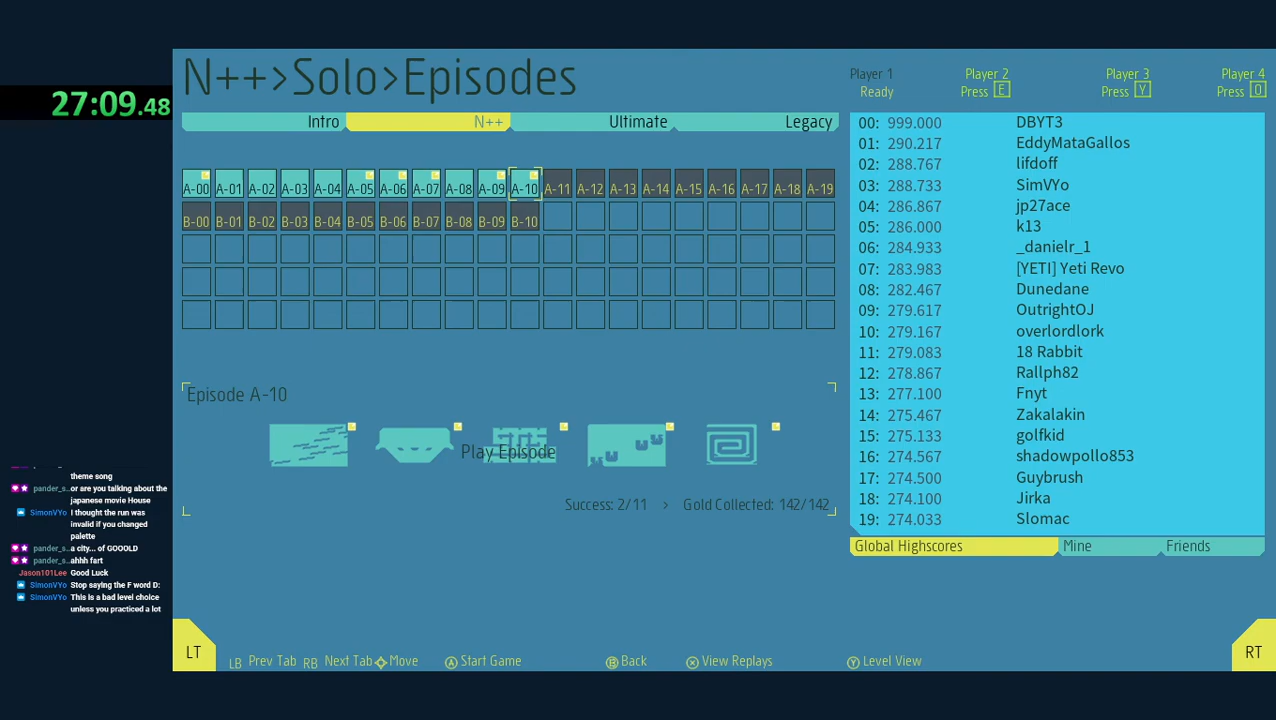 N++>Solo>Episodes
27:09.48
Player 1
Ready
Player 2
Press E
Player 3
Press Y
Player 4
Press O
Intro
N++
Ultimate
Legacy
A-00 A-01 A-02 A-03 A-04 A-05 A-06 A-07 A-08 A-09 A-10 A-11 A-12 A-13 A-14 A-15 A-16 A-17 A-18 A-19
B-00 B-01 B-02 B-03 B-04 B-05 B-06 B-07 B-08 B-09 B-10
00: 999.000 DBYT3
01: 290.217 EddyMataGallos
02: 288.767 lifdoff
03: 288.733 SimVYo
04: 286.867 jp27ace
05: 286.000 k13
06: 284.933 _danielr_1
07: 283.983 [YETI] Yeti Revo
08: 282.467 Dunedane
09: 279.617 OutrightOJ
10: 279.167 overlordlork
11: 279.083 18 Rabbit
12: 278.867 Rallph82
13: 277.100 Fnyt
14: 275.467 Zakalakin
15: 275.133 golfkid
16: 274.567 shadowpollo853
17: 274.500 Guybrush
18: 274.100 Jirka
19: 274.033 Slomac
Global Highscores
Mine
Friends
Episode A-10
Play Episode
Success: 2/11 > Gold Collected: 142/142
theme song
pander_s.. or are you talking about the
japanese movie House
SimonVYo I thought the run was
invalid if you changed
palette
pander_s.. a city... of GOOOLD
pander_s.. ahhh fart
Jason101Lee Good Luck
SimonVYo Stop saying the F word D:
SimonVYo This is a bad level choice
unless you practiced a lot
LT
LB Prev Tab RB Next Tab Move A Start Game B Back X View Replays Y Level View
RT